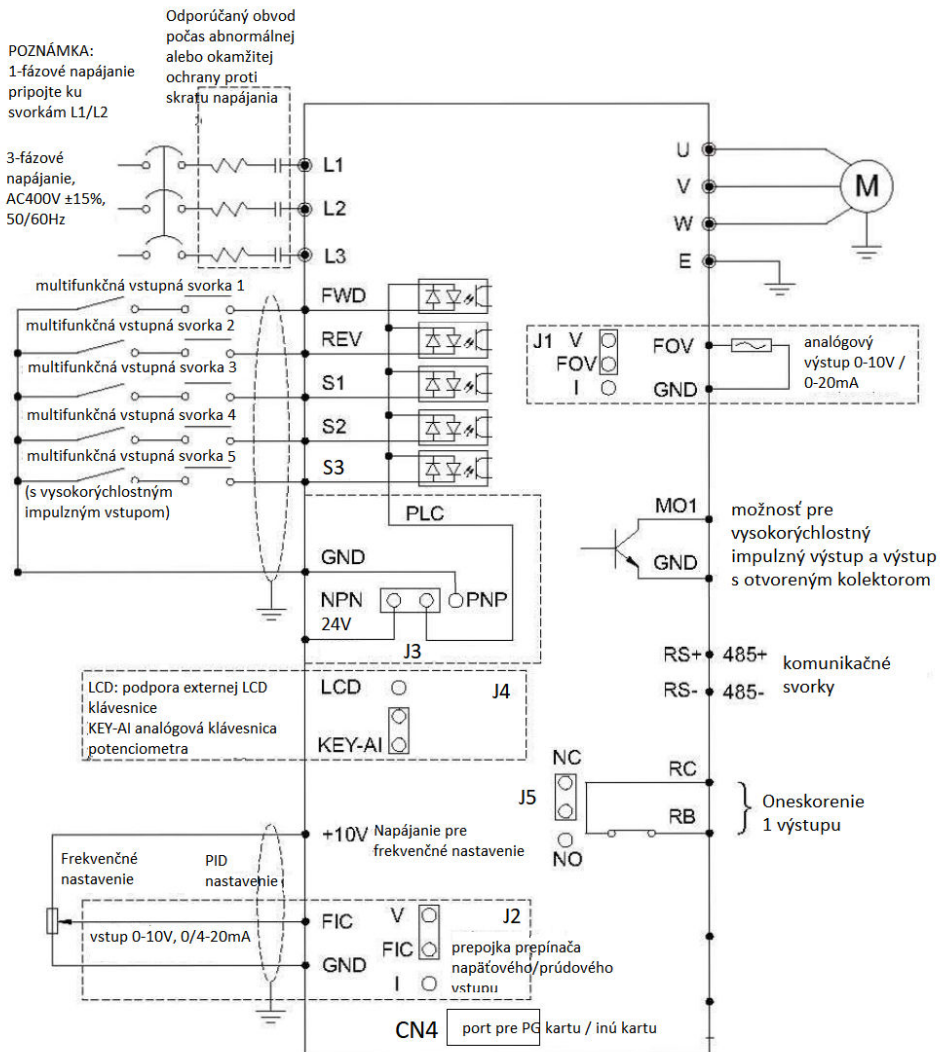 Odporúčaný obvod
počas abnormálnej
alebo okamžitej
ochrany proti
skratu napájania
POZNÁMKA:
1-fázové napájanie
pripojte ku
svorkám L1/L2
3-fázové
napájanie,
AC400V ±15%,
50/60Hz
L1
L2
L3
U
V
W
E
M
multifunkčná vstupná svorka 1
FWD
multifunkčná vstupná svorka 2
REV
multifunkčná vstupná svorka 3
S1
multifunkčná vstupná svorka 4
S2
multifunkčná vstupná svorka 5
S3
(s vysokorýchlostným
impulzným vstupom)
J1
V
FOV
I
FOV
GND
analógový
výstup 0-10V /
0-20mA
PLC
GND
NPN
PNP
24V
J3
MO1
GND
možnosť pre
vysokorýchlostný
impulzný výstup a výstup
s otvoreným kolektorom
RS+ 485+
RS- 485-
komunikačné
svorky
LCD: podpora externej LCD
klávesnice
KEY-AI analógová klávesnica
potenciometra
LCD
J4
KEY-AI
NC
J5
NO
RC
RB
Oneskorenie
1 výstupu
+10V
Napájanie pre
frekvenčné nastavenie
Frekvenčné
nastavenie
PID
nastavenie
vstup 0-10V, 0/4-20mA
FIC
GND
V
J2
FIC
I
prepojka prepínača
napäťového/prúdového
vstupu
CN4
port pre PG kartu / inú kartu